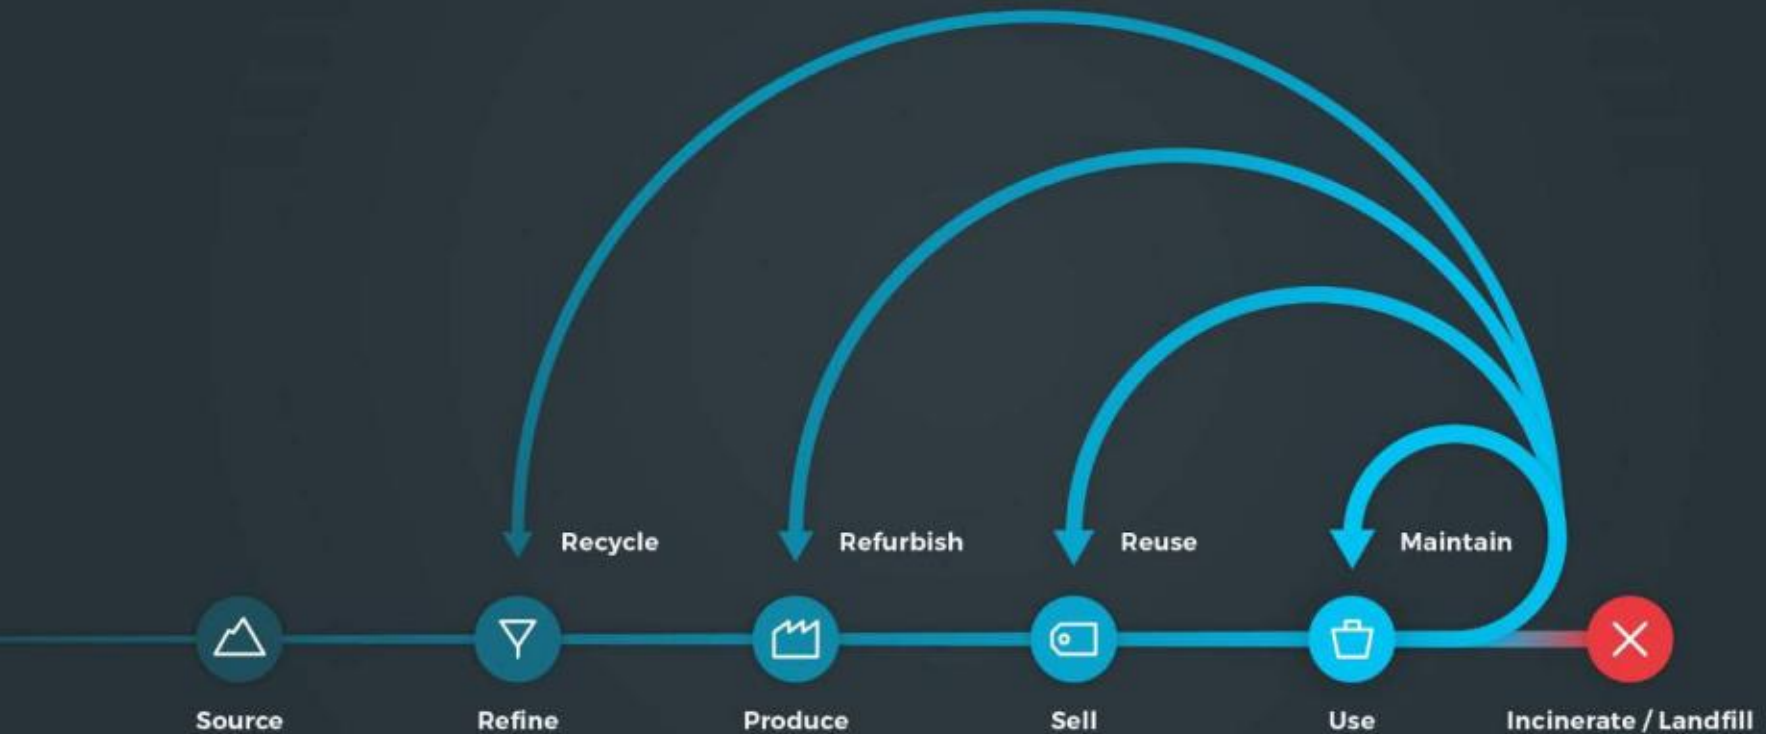 Recycle
Refurbish
Reuse
Maintain
Source
Refine
Produce
Sell
Use
Incinerate / Landfill